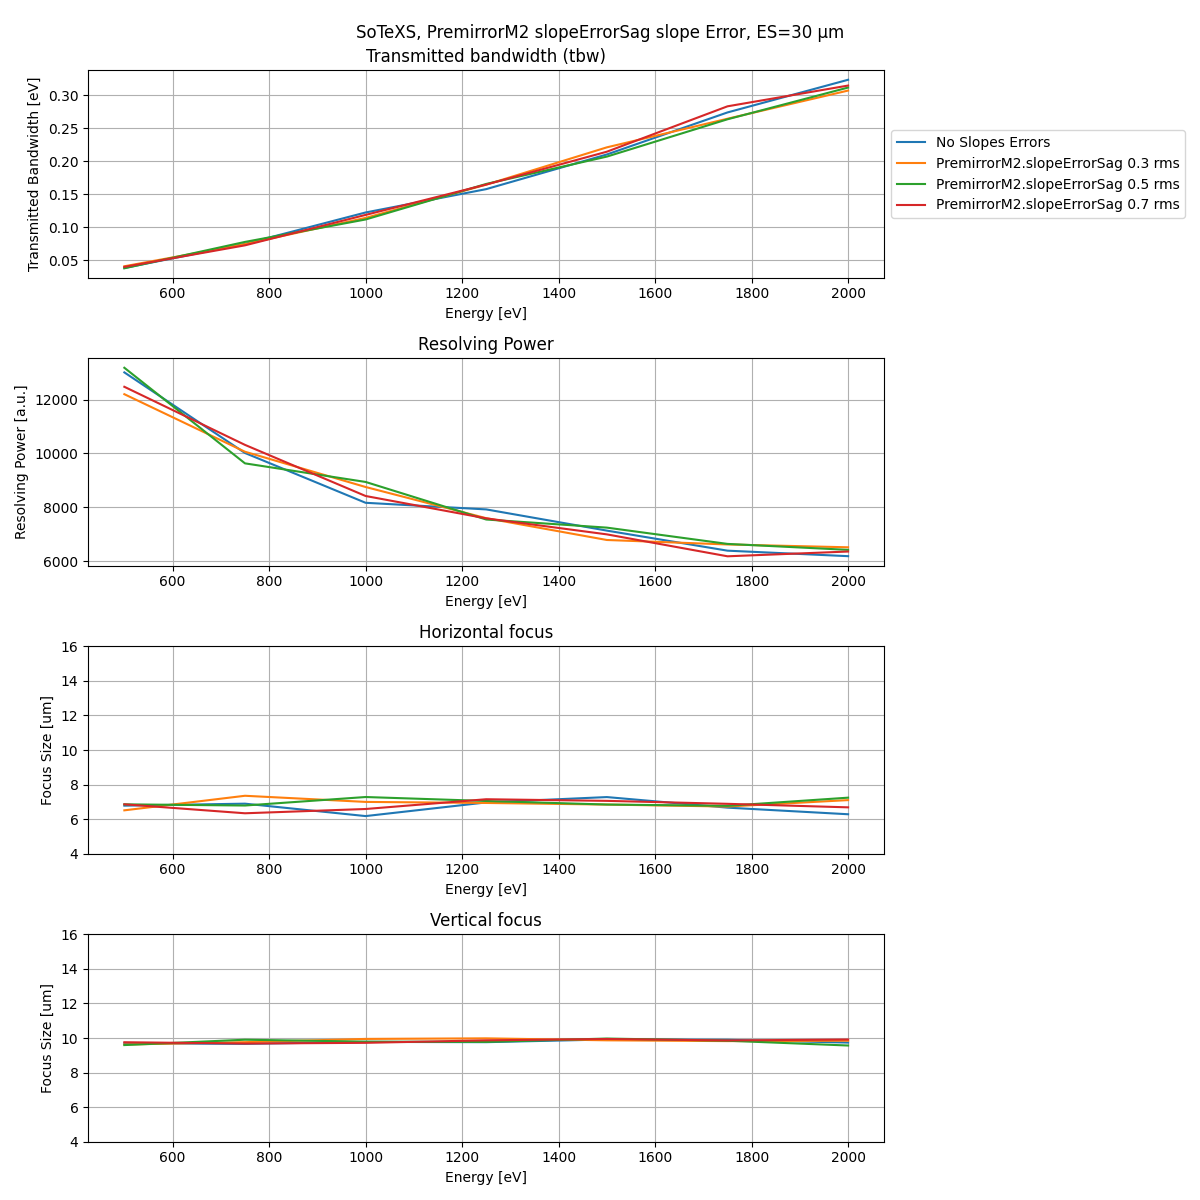 SoTeXS, PremirrorM2 slopeErrorSag slope Error, ES=30 μm
Transmitted bandwidth (tbw)
Transmitted Bandwidth [eV]
0.30
0.25
0.20
0.15
0.10
0.05
600 800 1000 1200 1400 1600 1800 2000
Energy [eV]
No Slopes Errors
PremirrorM2.slopeErrorSag 0.3 rms
PremirrorM2.slopeErrorSag 0.5 rms
PremirrorM2.slopeErrorSag 0.7 rms
Resolving Power
Resolving Power [a.u.]
12000
10000
8000
6000
600 800 1000 1200 1400 1600 1800 2000
Energy [eV]
Horizontal focus
Focus Size [um]
16
14
12
10
8
6
4
600 800 1000 1200 1400 1600 1800 2000
Energy [eV]
Vertical focus
Focus Size [um]
16
14
12
10
8
6
4
600 800 1000 1200 1400 1600 1800 2000
Energy [eV]